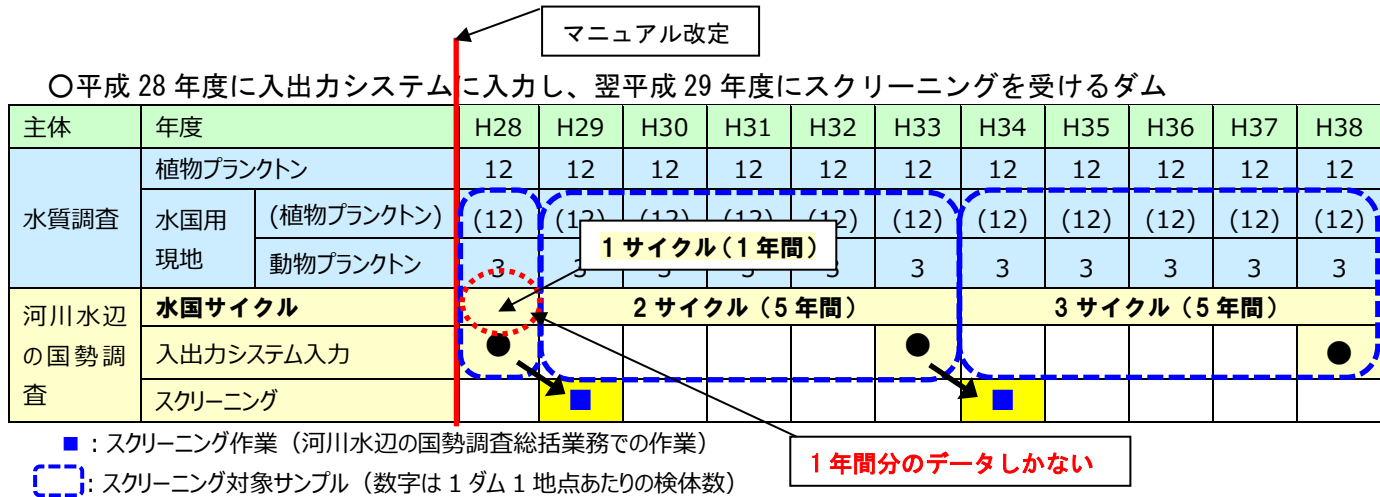 マニュアル改定
○平成 28 年度に入出力システムに入力し、翌平成 29 年度にスクリーニングを受けるダム
主体 年度 H28 H29 H30 H31 H32 H33 H34 H35 H36 H37 H38
水質調査 植物プランクトン 12 12 12 12 12 12 12 12 12 12 12
水国用現地 (植物プランクトン) (12) (12) (12) (12) (12) (12) (12) (12) (12) (12) (12)
1 サイクル（1 年間）
動物プランクトン 3 3 3 3 3 3 3 3 3 3 3
河川水辺の国勢調査 水国サイクル 2 サイクル（5 年間） 3 サイクル（5 年間）
入出力システム入力 ● ● ●
スクリーニング ■ ■
■：スクリーニング作業（河川水辺の国勢調査総括業務での作業）
1 年間分のデータしかない
：スクリーニング対象サンプル（数字は 1 ダム 1 地点あたりの検体数）